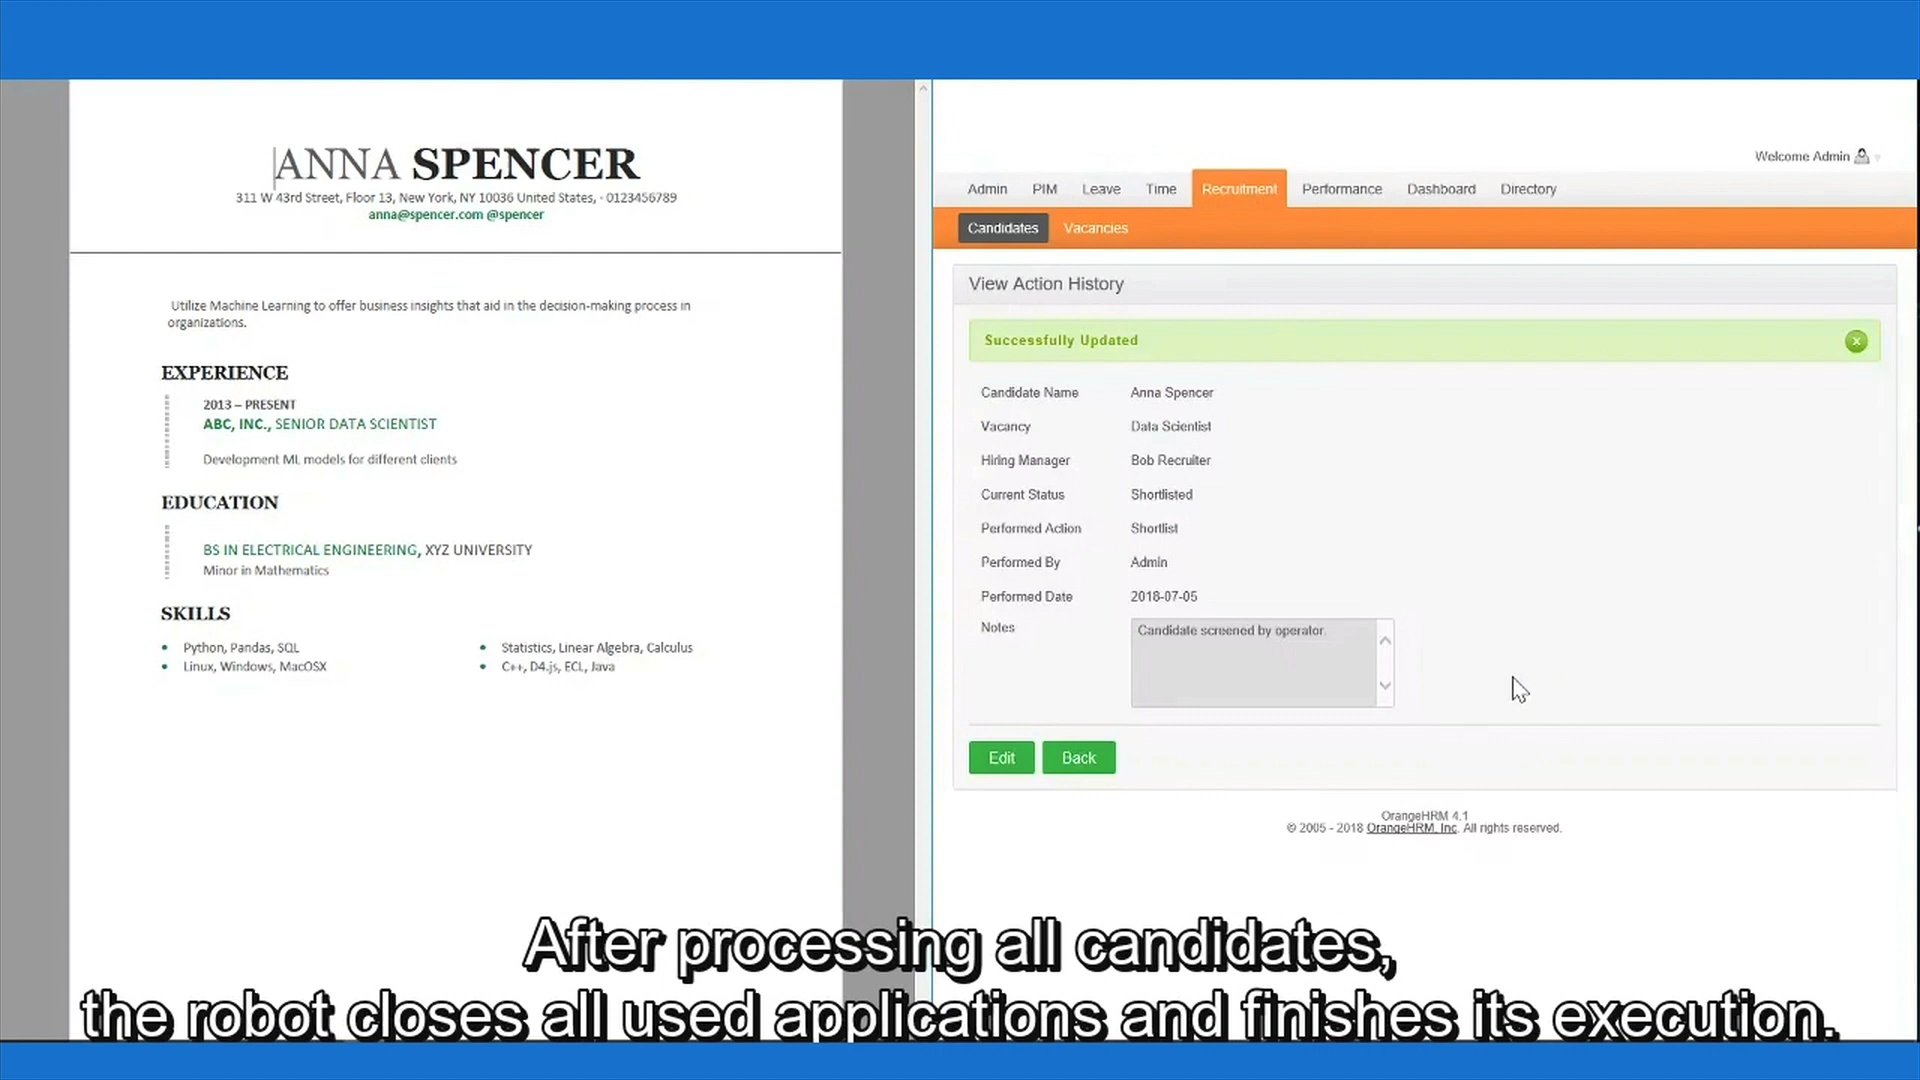 ANNA SPENCER
311 W 43rd Street, Floor 13, New York, NY 10036 United States, · 0123456789
anna@spencer.com @spencer
Utilize Machine Learning to offer business insights that aid in the decision-making process in
organizations.
EXPERIENCE
2013 – PRESENT
ABC, INC., SENIOR DATA SCIENTIST
Development ML models for different clients
EDUCATION
BS IN ELECTRICAL ENGINEERING, XYZ UNIVERSITY
Minor in Mathematics
SKILLS
• Python, Pandas, SQL
• Linux, Windows, MacOSX
• Statistics, Linear Algebra, Calculus
• C++, D4.js, ECL, Java
Welcome Admin
Admin PIM Leave Time Recruitment Performance Dashboard Directory
Candidates Vacancies
View Action History
Successfully Updated
Candidate Name Anna Spencer
Vacancy Data Scientist
Hiring Manager Bob Recruiter
Current Status Shortlisted
Performed Action Shortlist
Performed By Admin
Performed Date 2018-07-05
Notes Candidate screened by operator.
Edit Back
OrangeHRM 4.1
© 2005 - 2018 OrangeHRM, Inc. All rights reserved.
After processing all candidates,
the robot closes all used applications and finishes its execution.